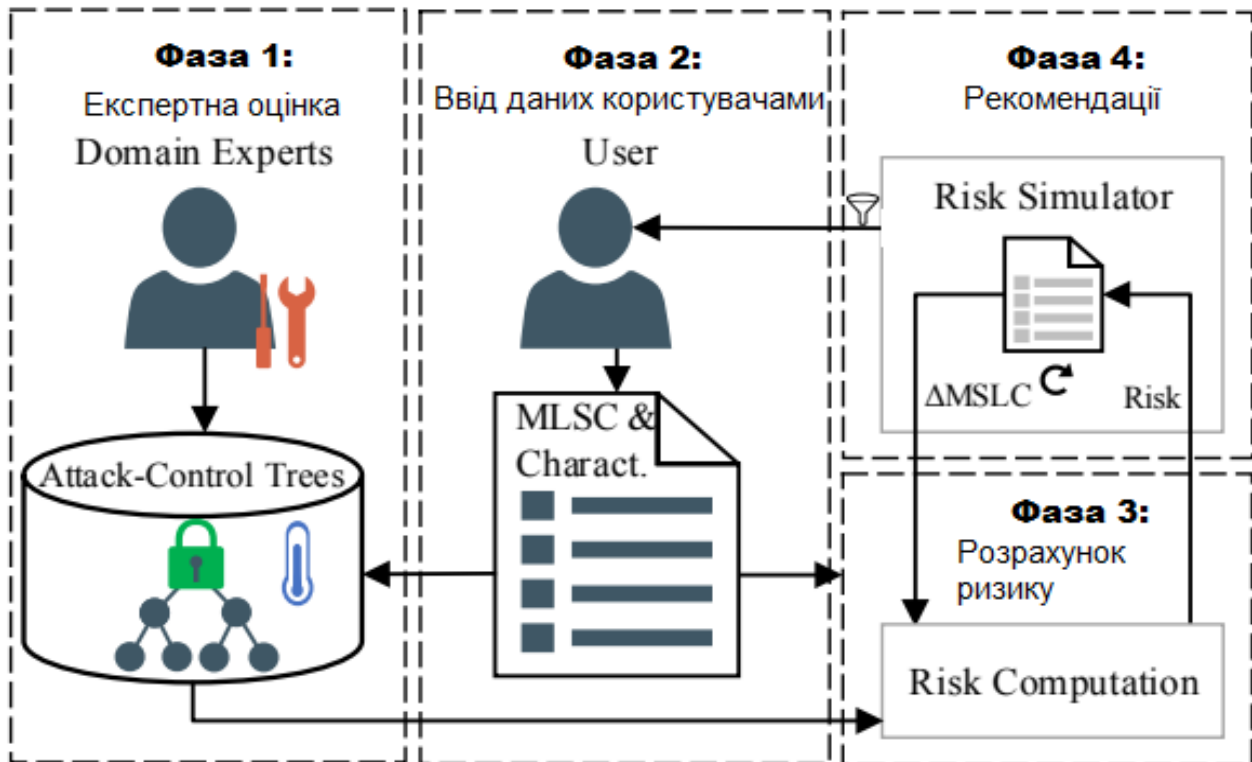 Фаза 1:
Експертна оцінка
Domain Experts
Attack-Control Trees
Фаза 2:
Ввід даних користувачами
User
MLSC &
Charact.
Фаза 4:
Рекомендації
Risk Simulator
ΔMSLC
Risk
Фаза 3:
Розрахунок
ризику
Risk Computation